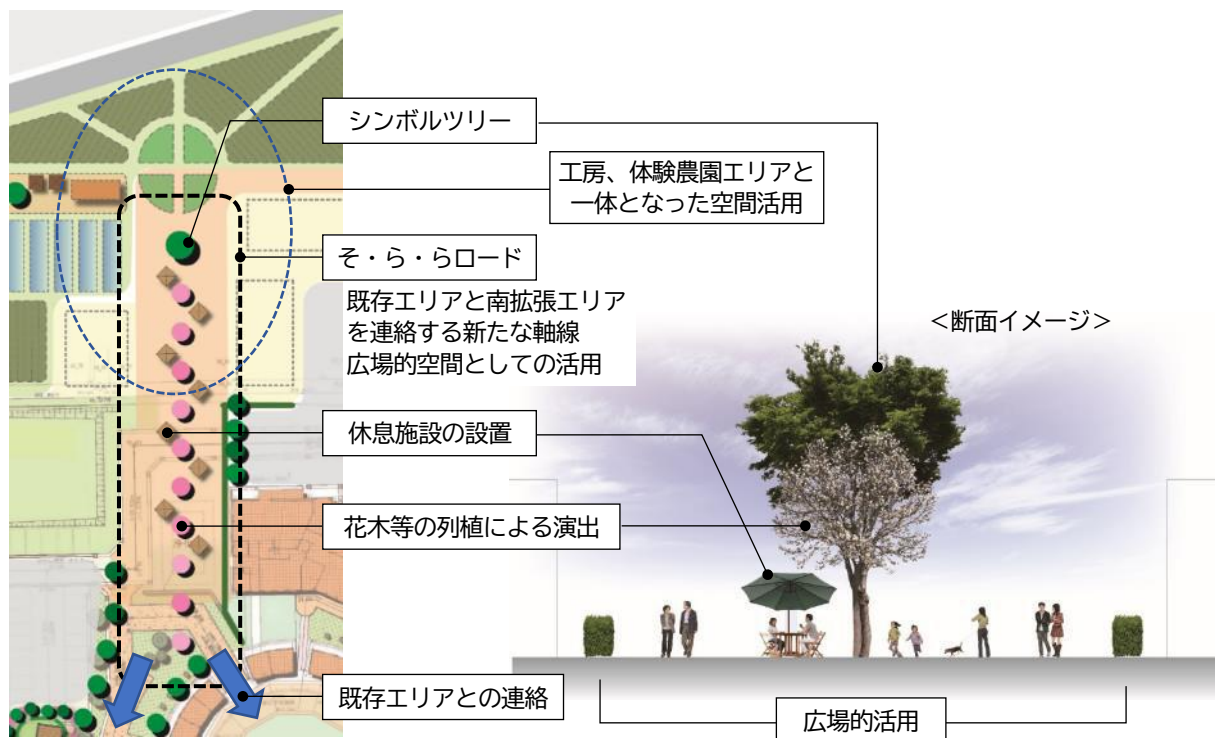 シンボルツリー
工房、体験農園エリアと
一体となった空間活用
そ・ら・らロード
既存エリアと南拡張エリア
を連絡する新たな軸線
広場的空間としての活用
＜断面イメージ＞
休息施設の設置
花木等の列植による演出
既存エリアとの連絡
広場的活用